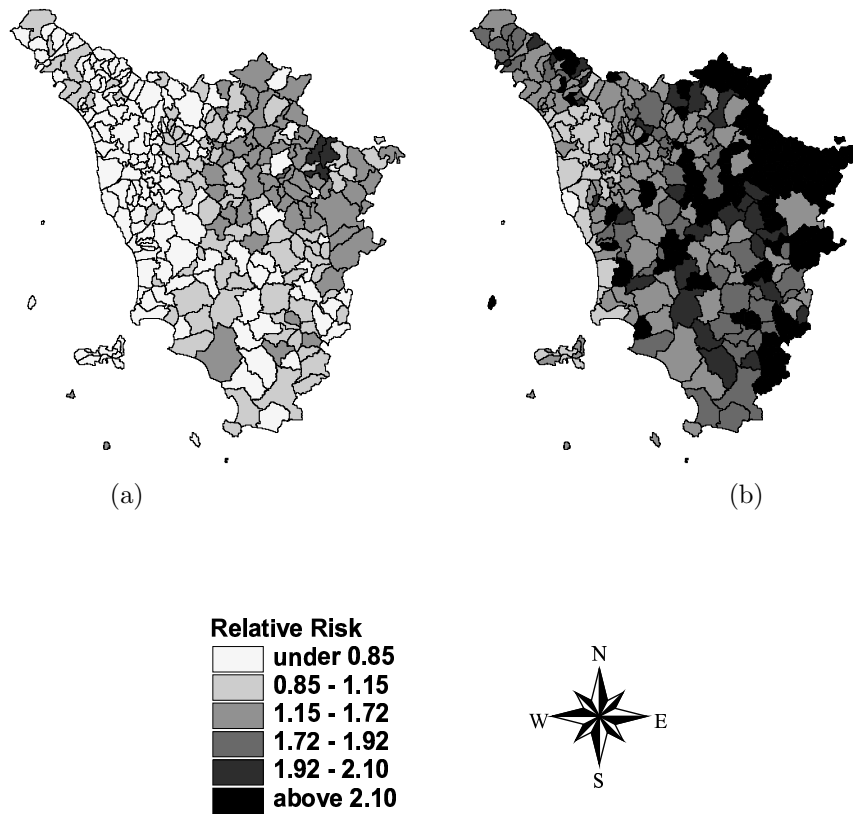 (a)
(b)
Relative Risk
under 0.85
0.85 - 1.15
1.15 - 1.72
1.72 - 1.92
1.92 - 2.10
above 2.10
N
W
E
S